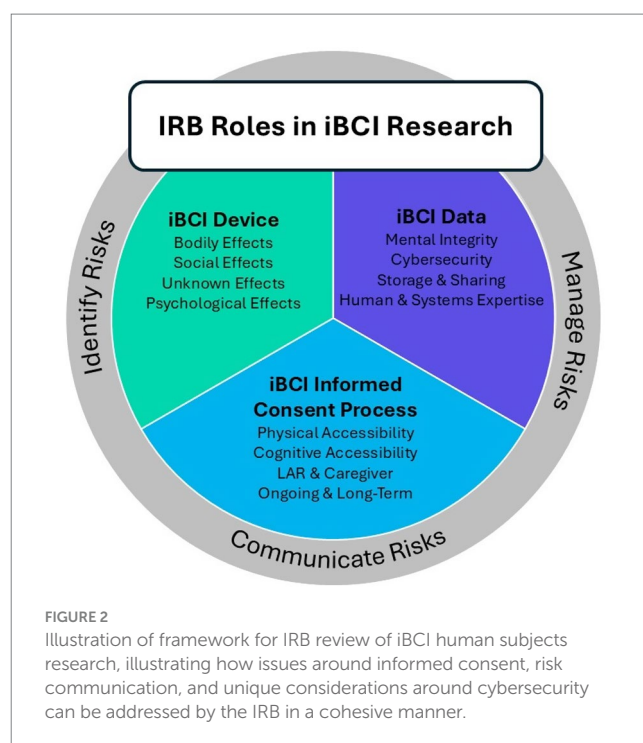 IRB Roles in iBCI Research
iBCI Device
Bodily Effects
Social Effects
Unknown Effects
Psychological Effects
iBCI Data
Mental Integrity
Cybersecurity
Storage & Sharing
Human & Systems Expertise
Identify Risks
Manage Risks
iBCI Informed
Consent Process
Physical Accessibility
Cognitive Accessibility
LAR & Caregiver
Ongoing & Long-Term
Communicate Risks
FIGURE 2
Illustration of framework for IRB review of iBCI human subjects
research, illustrating how issues around informed consent, risk
communication, and unique considerations around cybersecurity
can be addressed by the IRB in a cohesive manner.